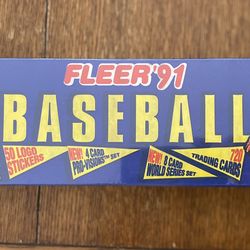 FLEER '91
BASEBALL
50 LOGO
STICKERS
NEW! 4 CARD
PRO-VISIONS™ SET
NEW! 8 CARD
WORLD SERIES SET
720
TRADING CARDS